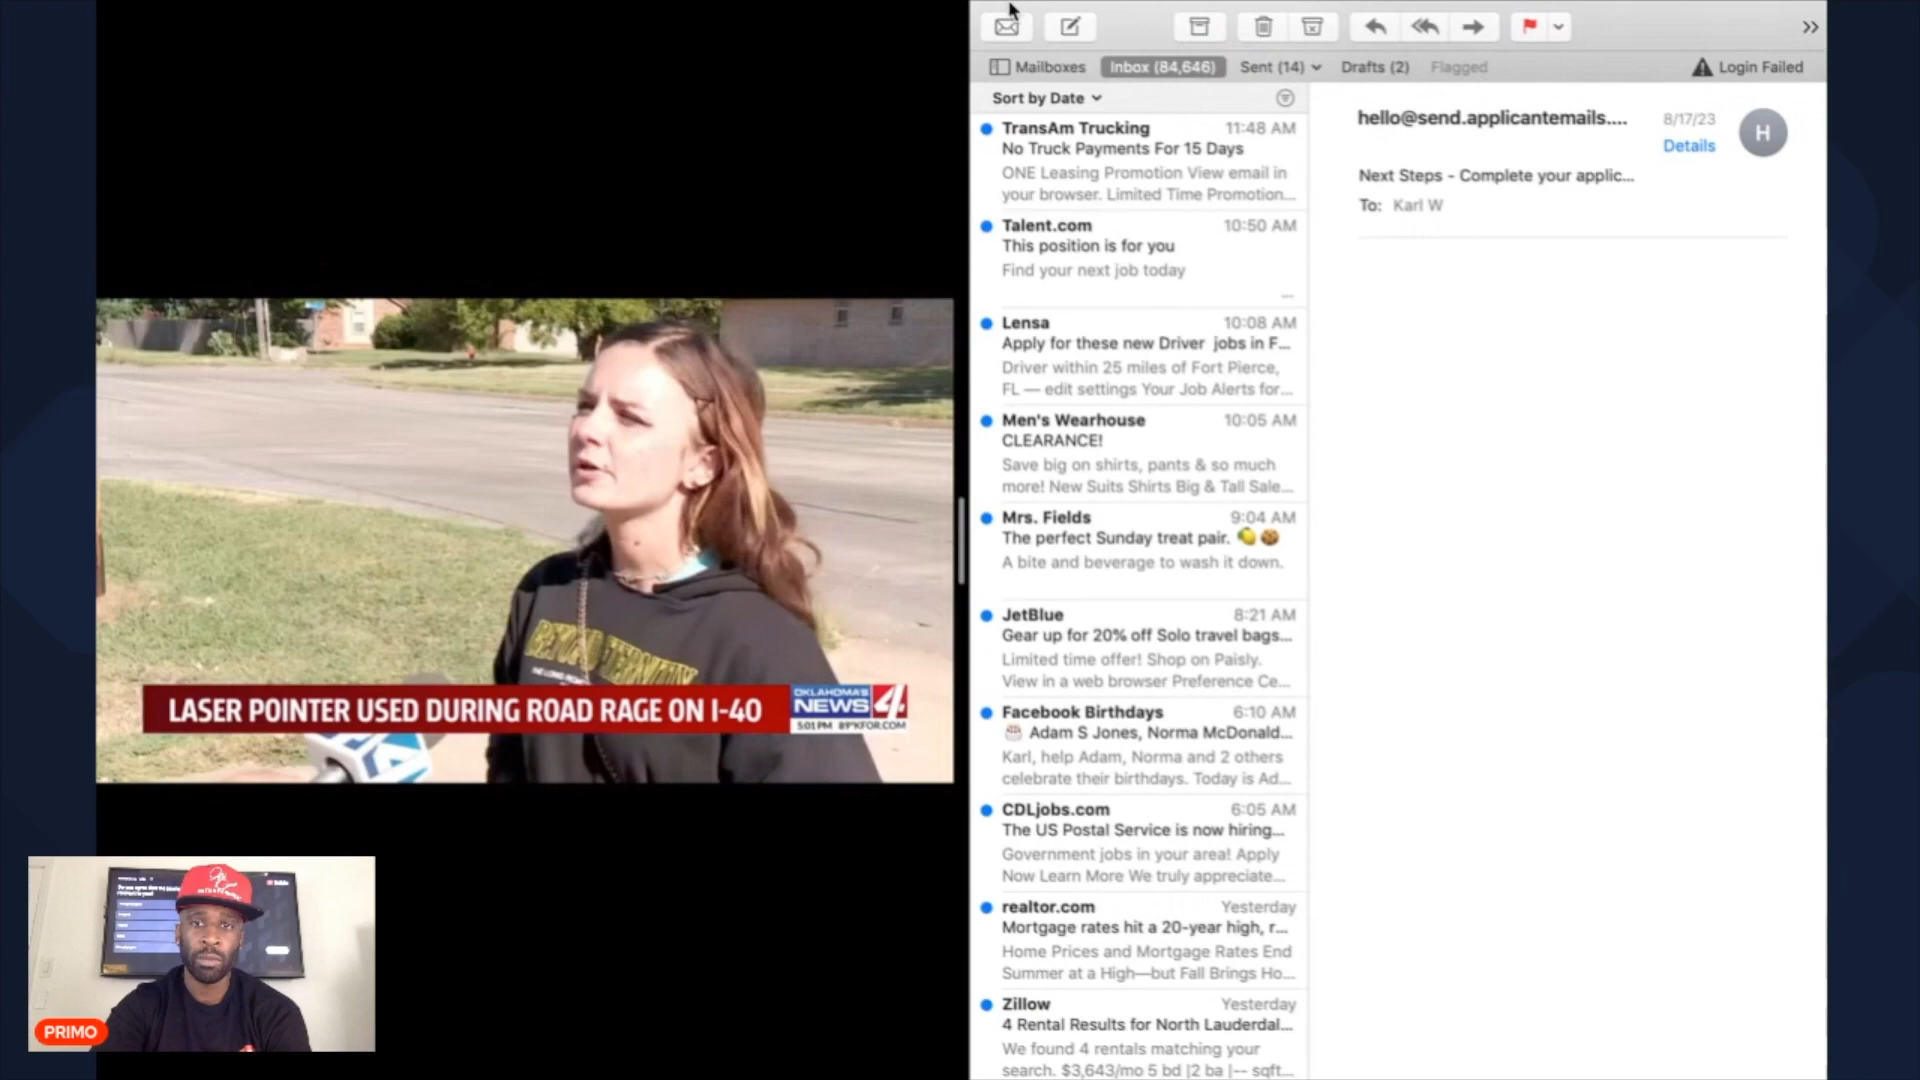 Mailboxes
Inbox (84,646)
Sent (14)
Drafts (2)
Flagged
Login Failed
Sort by Date
TransAm Trucking 11:48 AM
No Truck Payments For 15 Days
ONE Leasing Promotion View email in
your browser. Limited Time Promotion...
Talent.com 10:50 AM
This position is for you
Find your next job today
...
Lensa 10:08 AM
Apply for these new Driver jobs in F...
Driver within 25 miles of Fort Pierce,
FL — edit settings Your Job Alerts for...
Men's Wearhouse 10:05 AM
CLEARANCE!
Save big on shirts, pants & so much
more! New Suits Shirts Big & Tall Sale...
Mrs. Fields 9:04 AM
The perfect Sunday treat pair. 🍋🍪
A bite and beverage to wash it down.
JetBlue 8:21 AM
Gear up for 20% off Solo travel bags...
Limited time offer! Shop on Paisly.
View in a web browser Preference Ce...
Facebook Birthdays 6:10 AM
🎂 Adam S Jones, Norma McDonald...
Karl, help Adam, Norma and 2 others
celebrate their birthdays. Today is Ad...
CDLjobs.com 6:05 AM
The US Postal Service is now hiring...
Government jobs in your area! Apply
Now Learn More We truly appreciate...
realtor.com Yesterday
Mortgage rates hit a 20-year high, r...
Home Prices and Mortgage Rates End
Summer at a High—but Fall Brings Ho...
Zillow Yesterday
4 Rental Results for North Lauderdal...
We found 4 rentals matching your
search. $3,643/mo 5 bd |2 ba |-- sqft...
hello@send.applicantemails....
8/17/23
Details
H
Next Steps - Complete your applic...
To: Karl W
LASER POINTER USED DURING ROAD RAGE ON I-40
OKLAHOMA'S
NEWS 4
5:01 PM 89° KFOR.COM
PRIMO